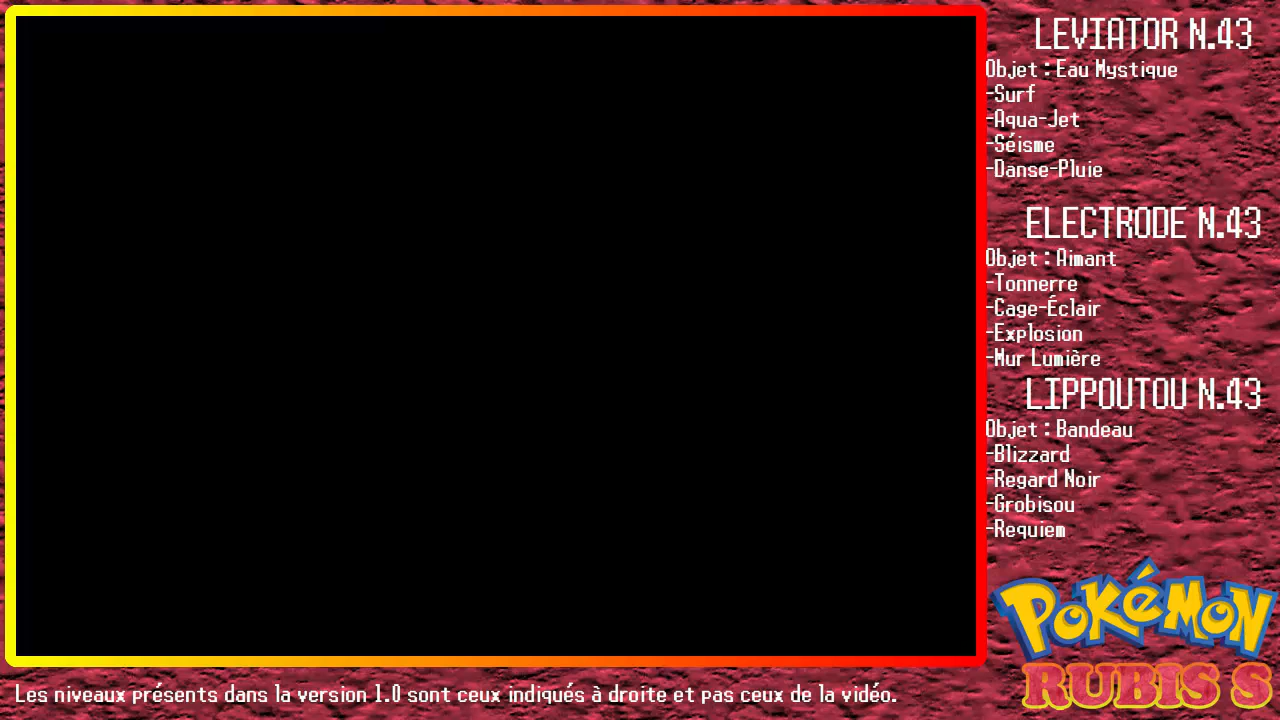 LEVIATOR N.43
Objet : Eau Mystique
-Surf
-Aqua-Jet
-Séisme
-Danse-Pluie
ELECTRODE N.43
Objet : Aimant
-Tonnerre
-Cage-Éclair
-Explosion
-Mur Lumière
LIPPOUTOU N.43
Objet : Bandeau
-Blizzard
-Regard Noir
-Grobisou
-Requiem
POKéMON
RUBIS S
Les niveaux présents dans la version 1.0 sont ceux indiqués à droite et pas ceux de la vidéo.